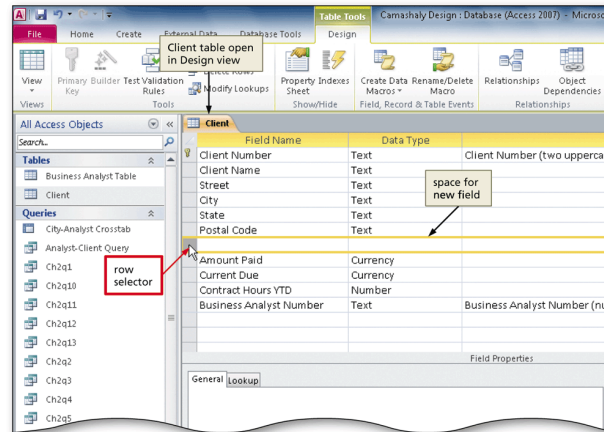 Table Tools
Camashaly Design : Database (Access 2007) - Microso
File Home Create External Data Database Tools Design
Client table open
in Design view
View
Primary
Key
Builder
Test Validation
Rules
Delete Rows
Modify Lookups
Property
Sheet
Indexes
Create Data
Macros
Rename/Delete
Macro
Relationships
Object
Dependencies
Views Tools Show/Hide Field, Record & Table Events Relationships
All Access Objects
Search...
Tables
Business Analyst Table
Client
Queries
City-Analyst Crosstab
Analyst-Client Query
Ch2q1
Ch2q10
Ch2q11
Ch2q12
Ch2q13
Ch2q2
Ch2q3
Ch2q4
Ch2q5
row
selector
Client
Field Name Data Type
Client Number Text Client Number (two upperca
Client Name Text
Street Text
City Text
State Text
Postal Code Text
space for
new field
Amount Paid Currency
Current Due Currency
Contract Hours YTD Number
Business Analyst Number Text Business Analyst Number (nu
Field Properties
General Lookup